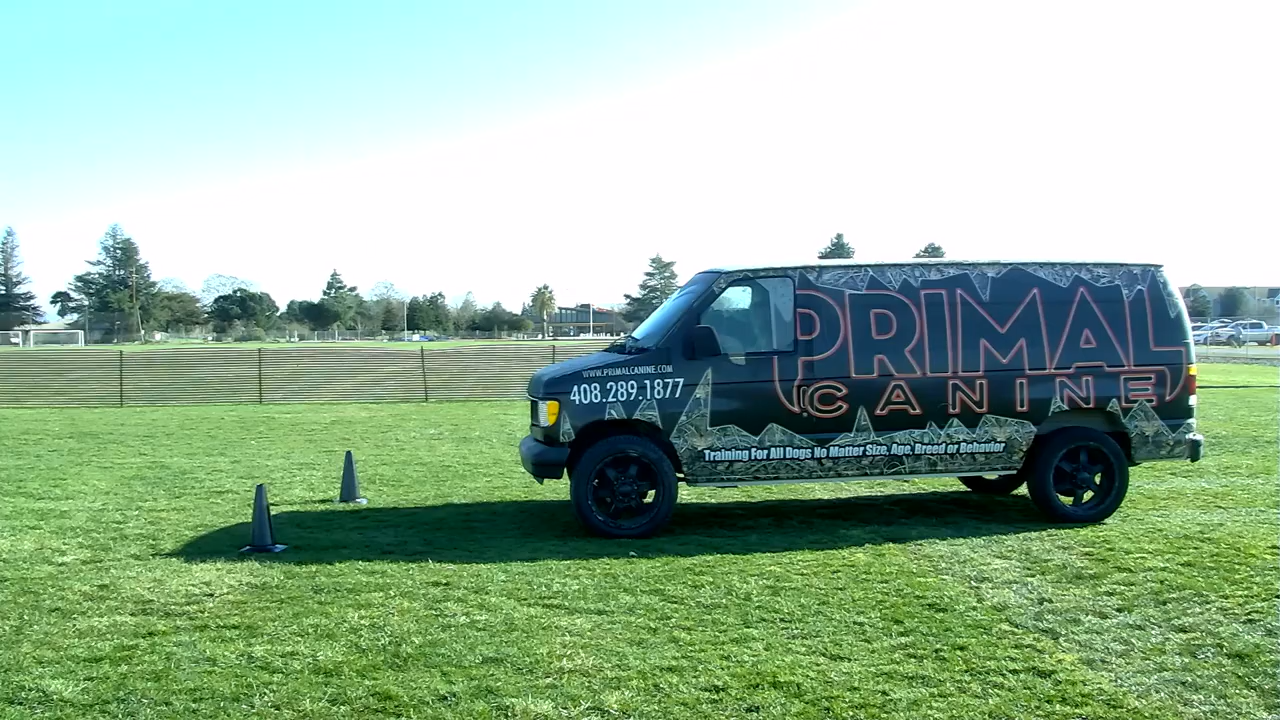 PRIMAL
CANINE
WWW.PRIMALCANINE.COM
408.289.1877
Training For All Dogs No Matter Size, Age, Breed or Behavior